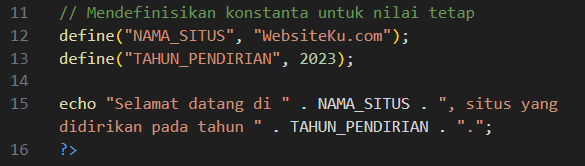 11 // Mendefinisikan konstanta untuk nilai tetap
12 define("NAMA_SITUS", "WebsiteKu.com");
13 define("TAHUN_PENDIRIAN", 2023);
14
15 echo "Selamat datang di " . NAMA_SITUS . ", situs yang
didirikan pada tahun " . TAHUN_PENDIRIAN . ".";
16 ?>